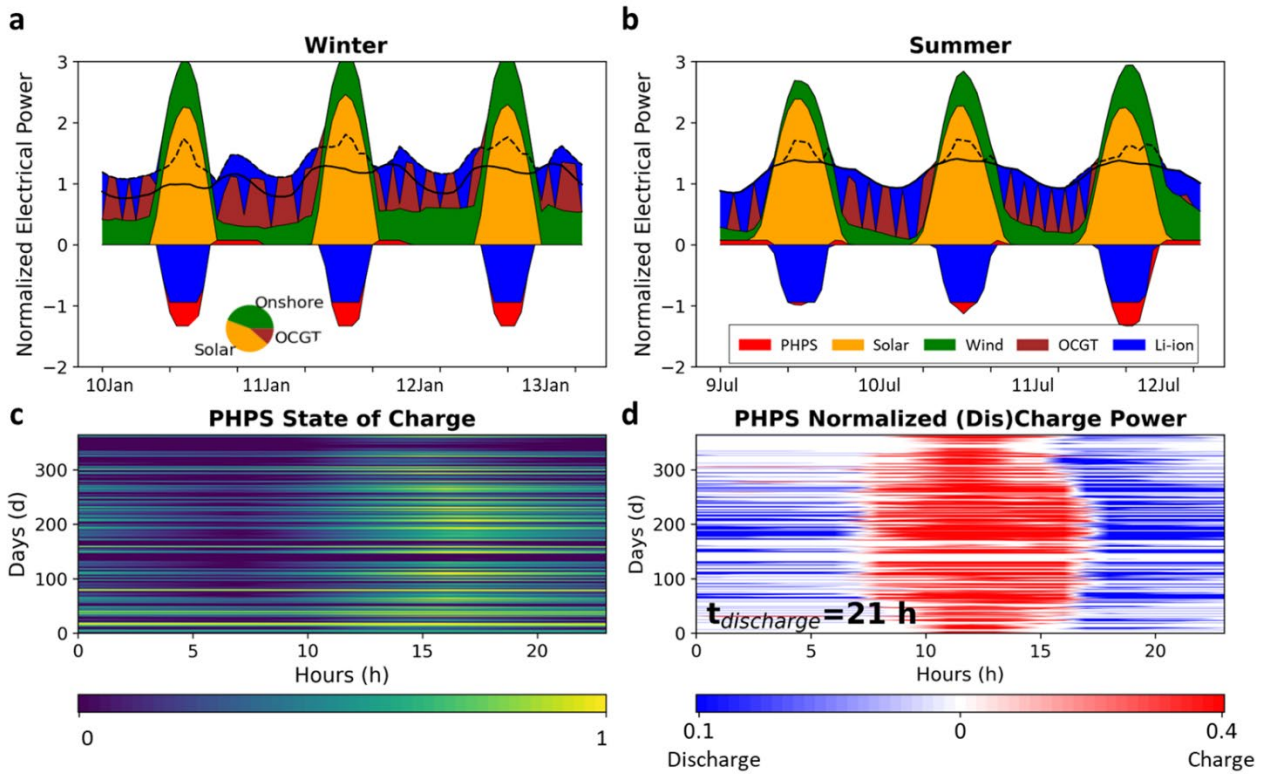 a
Winter
Normalized Electrical Power
3
2
1
0
−1
−2
Onshore
OCGT
Solar
10Jan 11Jan 12Jan 13Jan
b
Summer
Normalized Electrical Power
3
2
1
0
−1
−2
PHPS Solar Wind OCGT Li-ion
9Jul 10Jul 11Jul 12Jul
c
PHPS State of Charge
Days (d)
300
200
100
0
0 5 10 15 20
Hours (h)
0 1
d
PHPS Normalized (Dis)Charge Power
Days (d)
300
200
100
0
tdischarge=21 h
0 5 10 15 20
Hours (h)
0.1 0 0.4
Discharge Charge